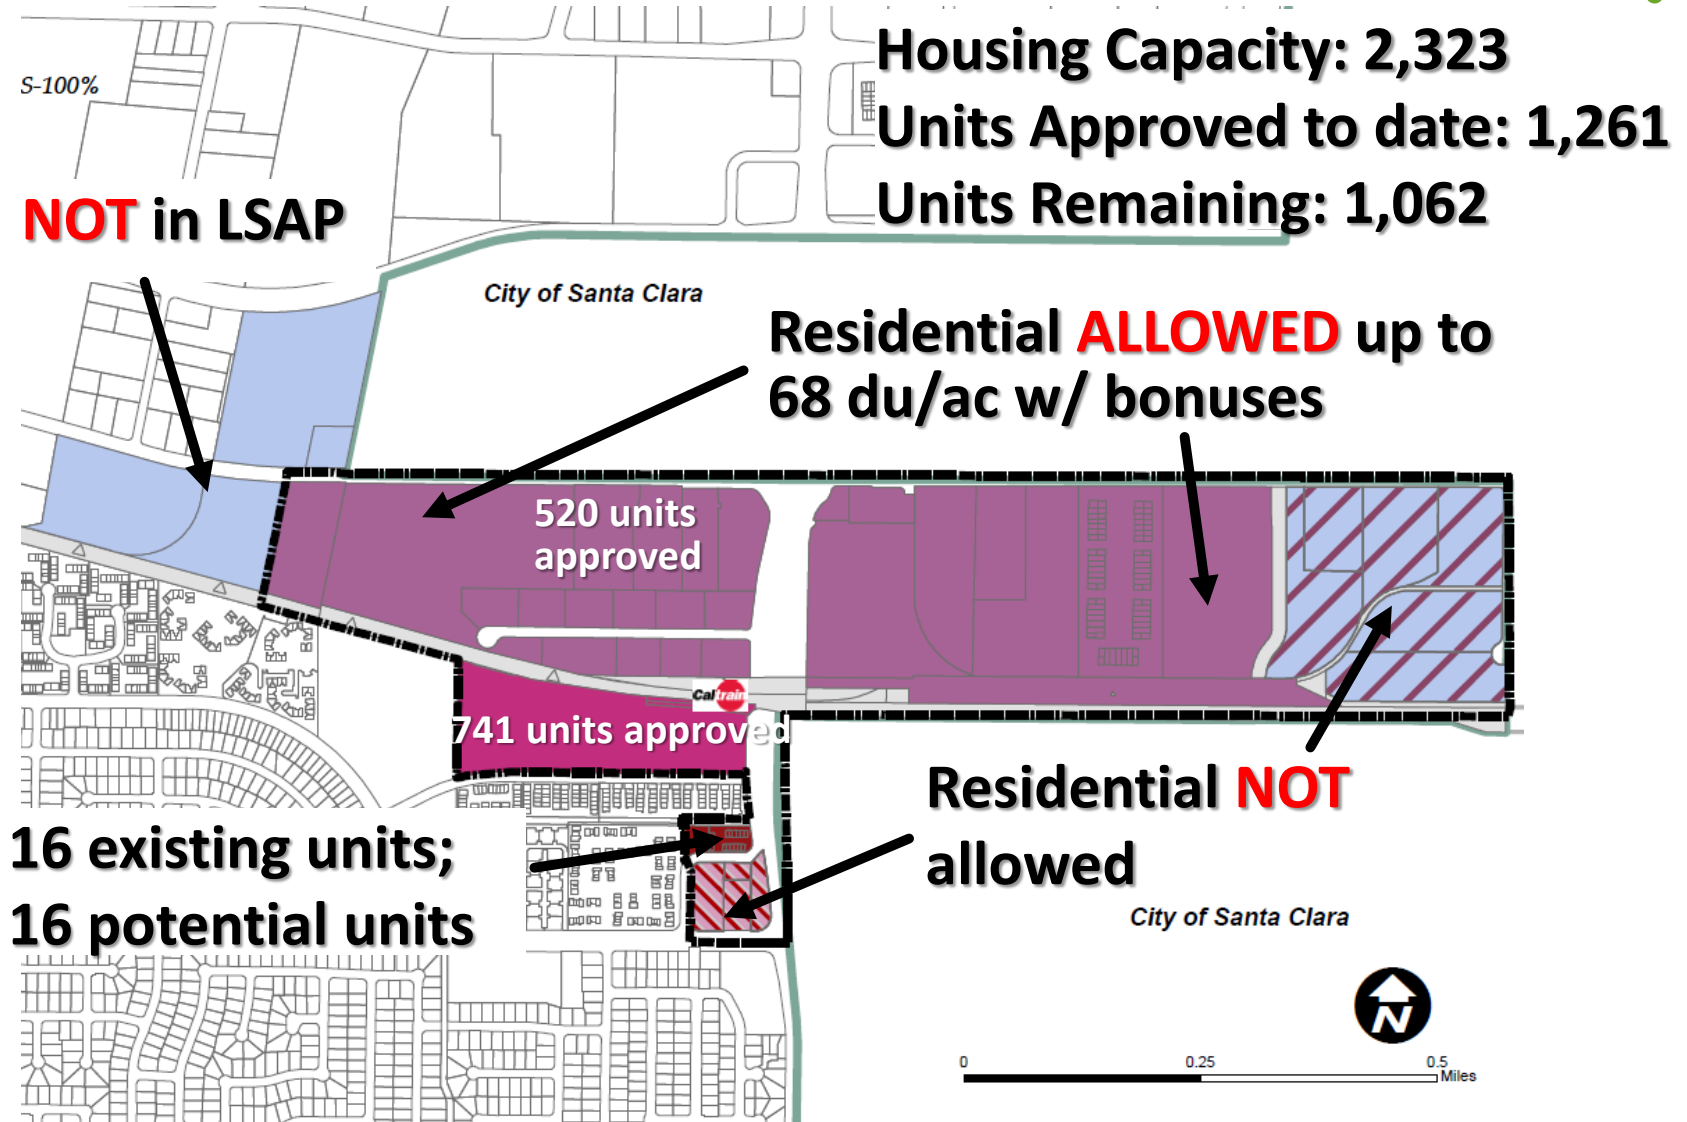 Housing Capacity: 2,323
S-100%
Units Approved to date: 1,261
Units Remaining: 1,062
NOT in LSAP
City of Santa Clara
Residential ALLOWED up to
68 du/ac w/ bonuses
520 units
approved
Caltrain
741 units approved
Residential NOT
allowed
16 existing units;
16 potential units
City of Santa Clara
N
0 0.25 0.5
Miles